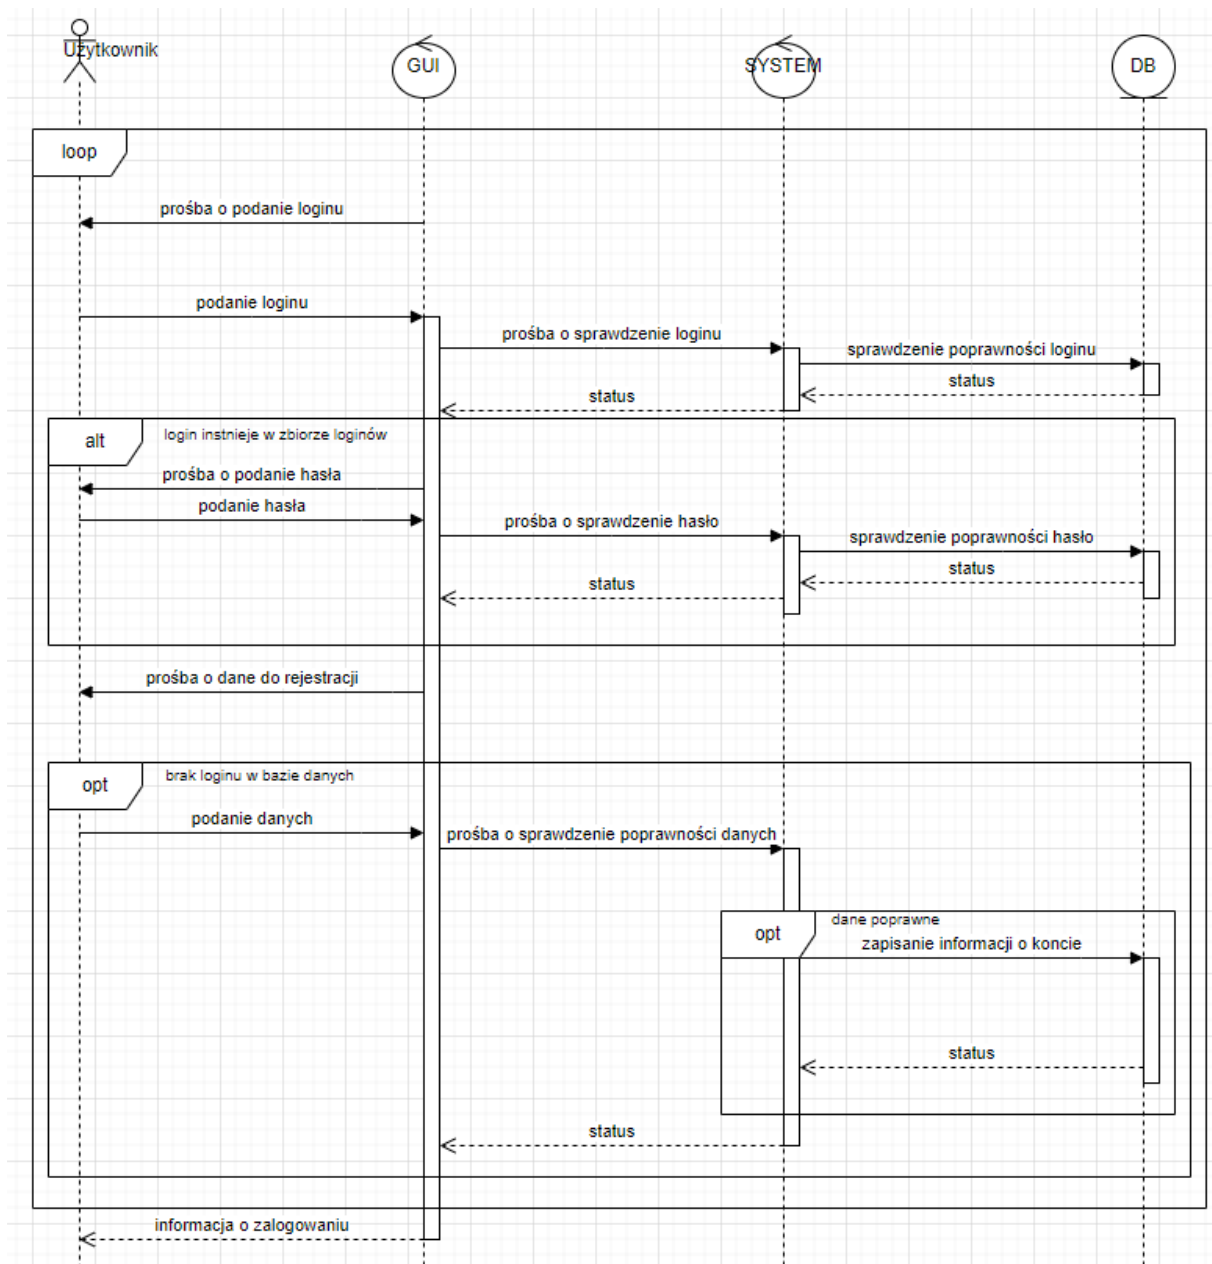 Użytkownik
GUI
SYSTEM
DB
loop
prośba o podanie loginu
podanie loginu
prośba o sprawdzenie loginu
sprawdzenie poprawności loginu
status
status
alt
login instnieje w zbiorze loginów
prośba o podanie hasła
podanie hasła
prośba o sprawdzenie hasło
sprawdzenie poprawności hasło
status
status
prośba o dane do rejestracji
opt
brak loginu w bazie danych
podanie danych
prośba o sprawdzenie poprawności danych
opt
dane poprawne
zapisanie informacji o koncie
status
status
informacja o zalogowaniu